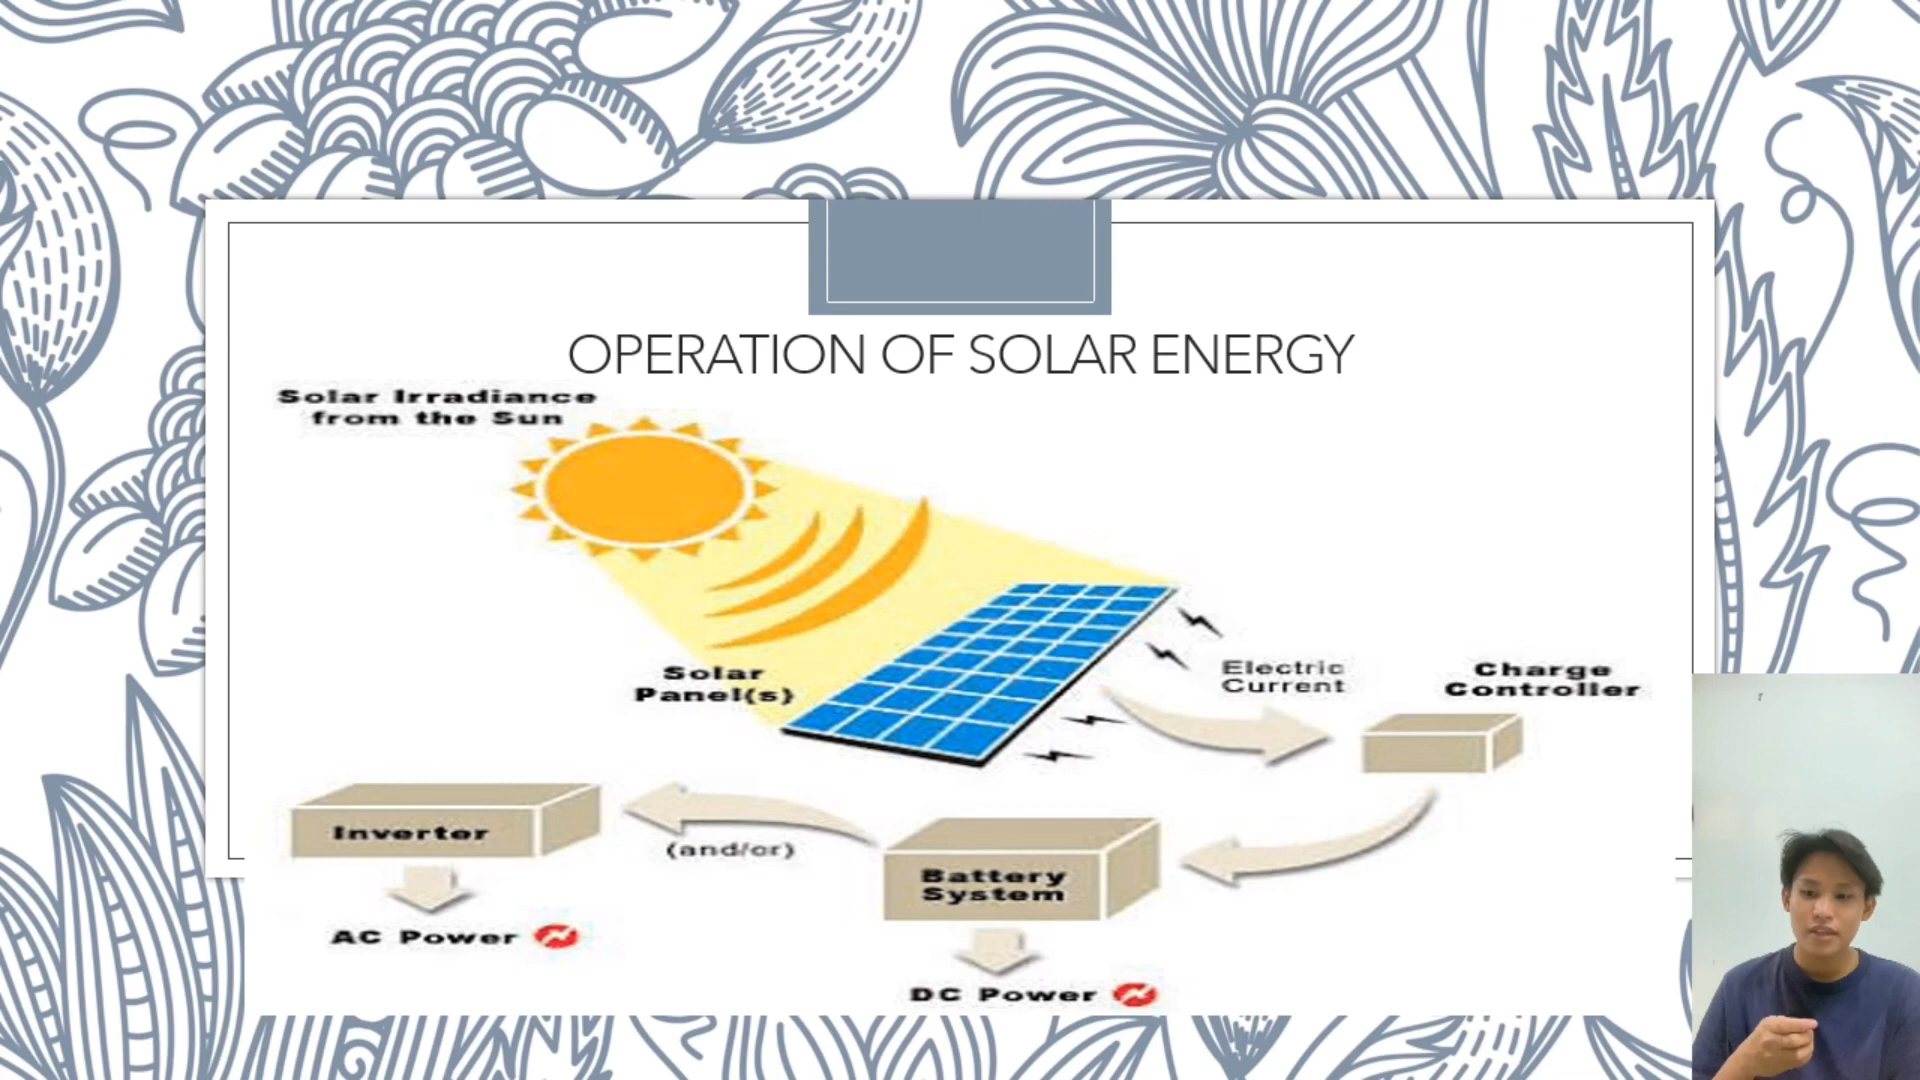 OPERATION OF SOLAR ENERGY
Solar Irradiance
from the Sun
Solar
Panel(s)
Electric
Current
Charge
Controller
Inverter
(and/or)
Battery
System
AC Power
DC Power